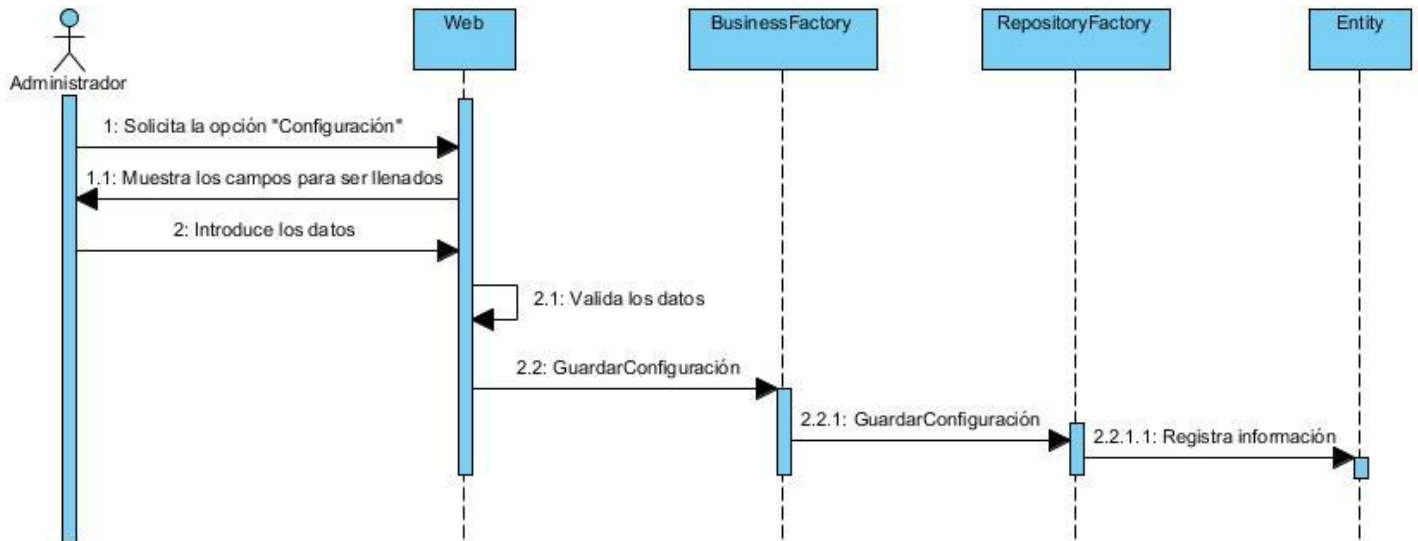 Web
BusinessFactory
RepositoryFactory
Entity
Administrador
1: Solicita la opción "Configuración"
1.1: Muestra los campos para ser llenados
2: Introduce los datos
2.1: Valida los datos
2.2: GuardarConfiguración
2.2.1: GuardarConfiguración
2.2.1.1: Registra información